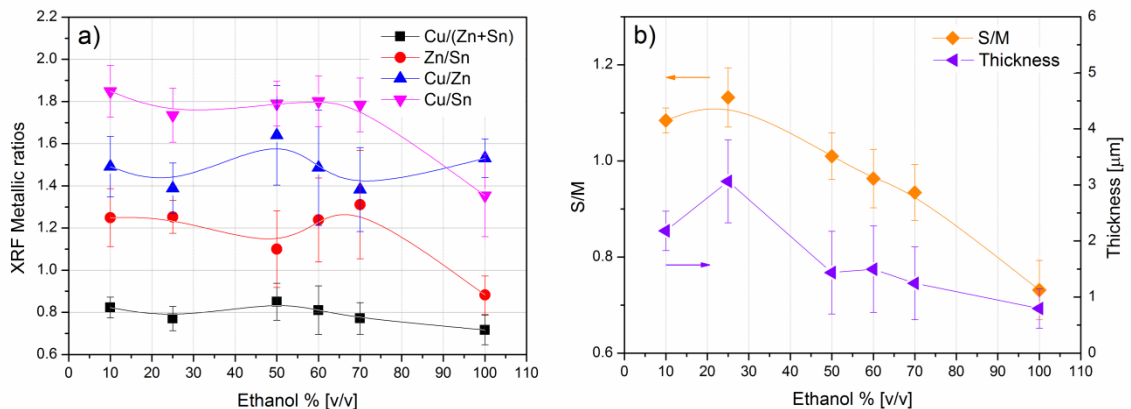 a)
Cu/(Zn+Sn)
Zn/Sn
Cu/Zn
Cu/Sn
XRF Metallic ratios
2.2
2.0
1.8
1.6
1.4
1.2
1.0
0.8
0.6
0 10 20 30 40 50 60 70 80 90 100 110
Ethanol % [v/v]
b)
S/M
Thickness
S/M
1.2
1.0
0.8
0.6
6
5
4
3
2
1
0
Thickness [µm]
0 10 20 30 40 50 60 70 80 90 100 110
Ethanol % [v/v]